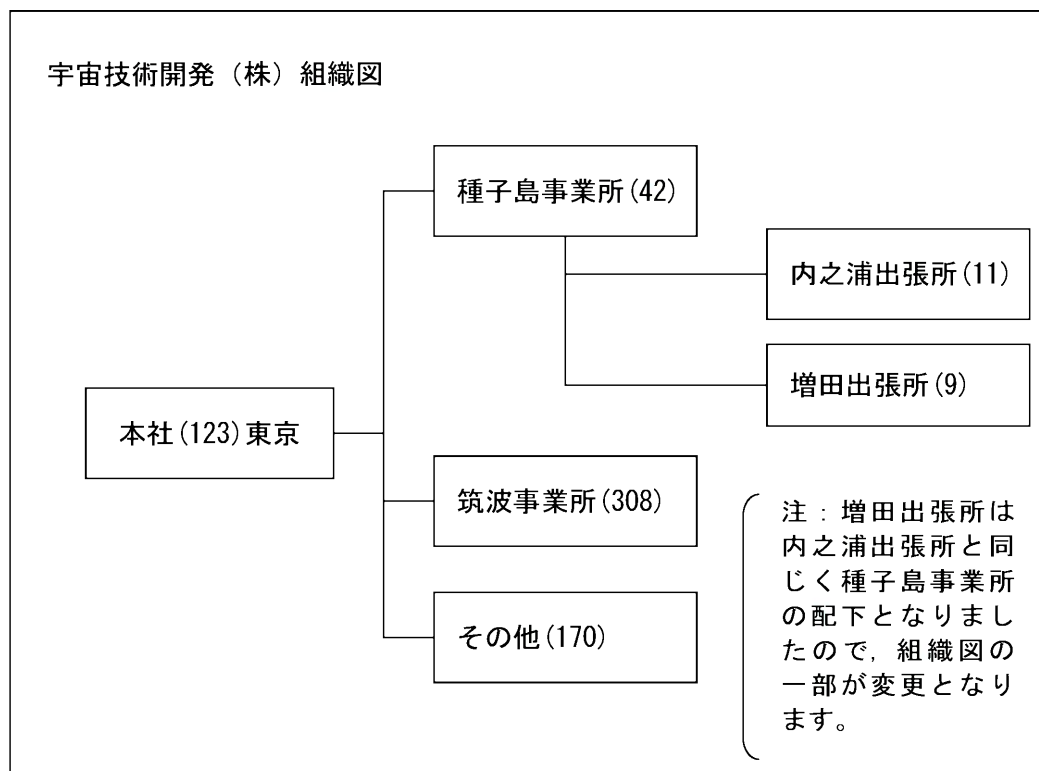 宇宙技術開発（株）組織図
種子島事業所(42)
内之浦出張所(11)
増田出張所(9)
本社(123)東京
筑波事業所(308)
その他(170)
注：増田出張所は
内之浦出張所と同
じく種子島事業所
の配下となりまし
たので，組織図の
一部が変更となり
ます。